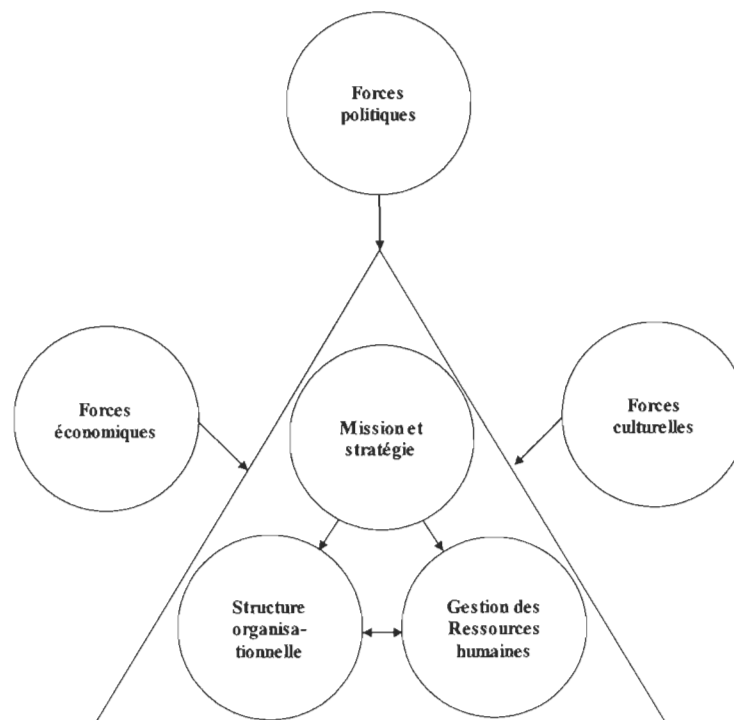 Forces
politiques
Forces
économiques
Mission et
stratégie
Forces
culturelles
Structure
organisa-
tionnelle
Gestion des
Ressources
humaines